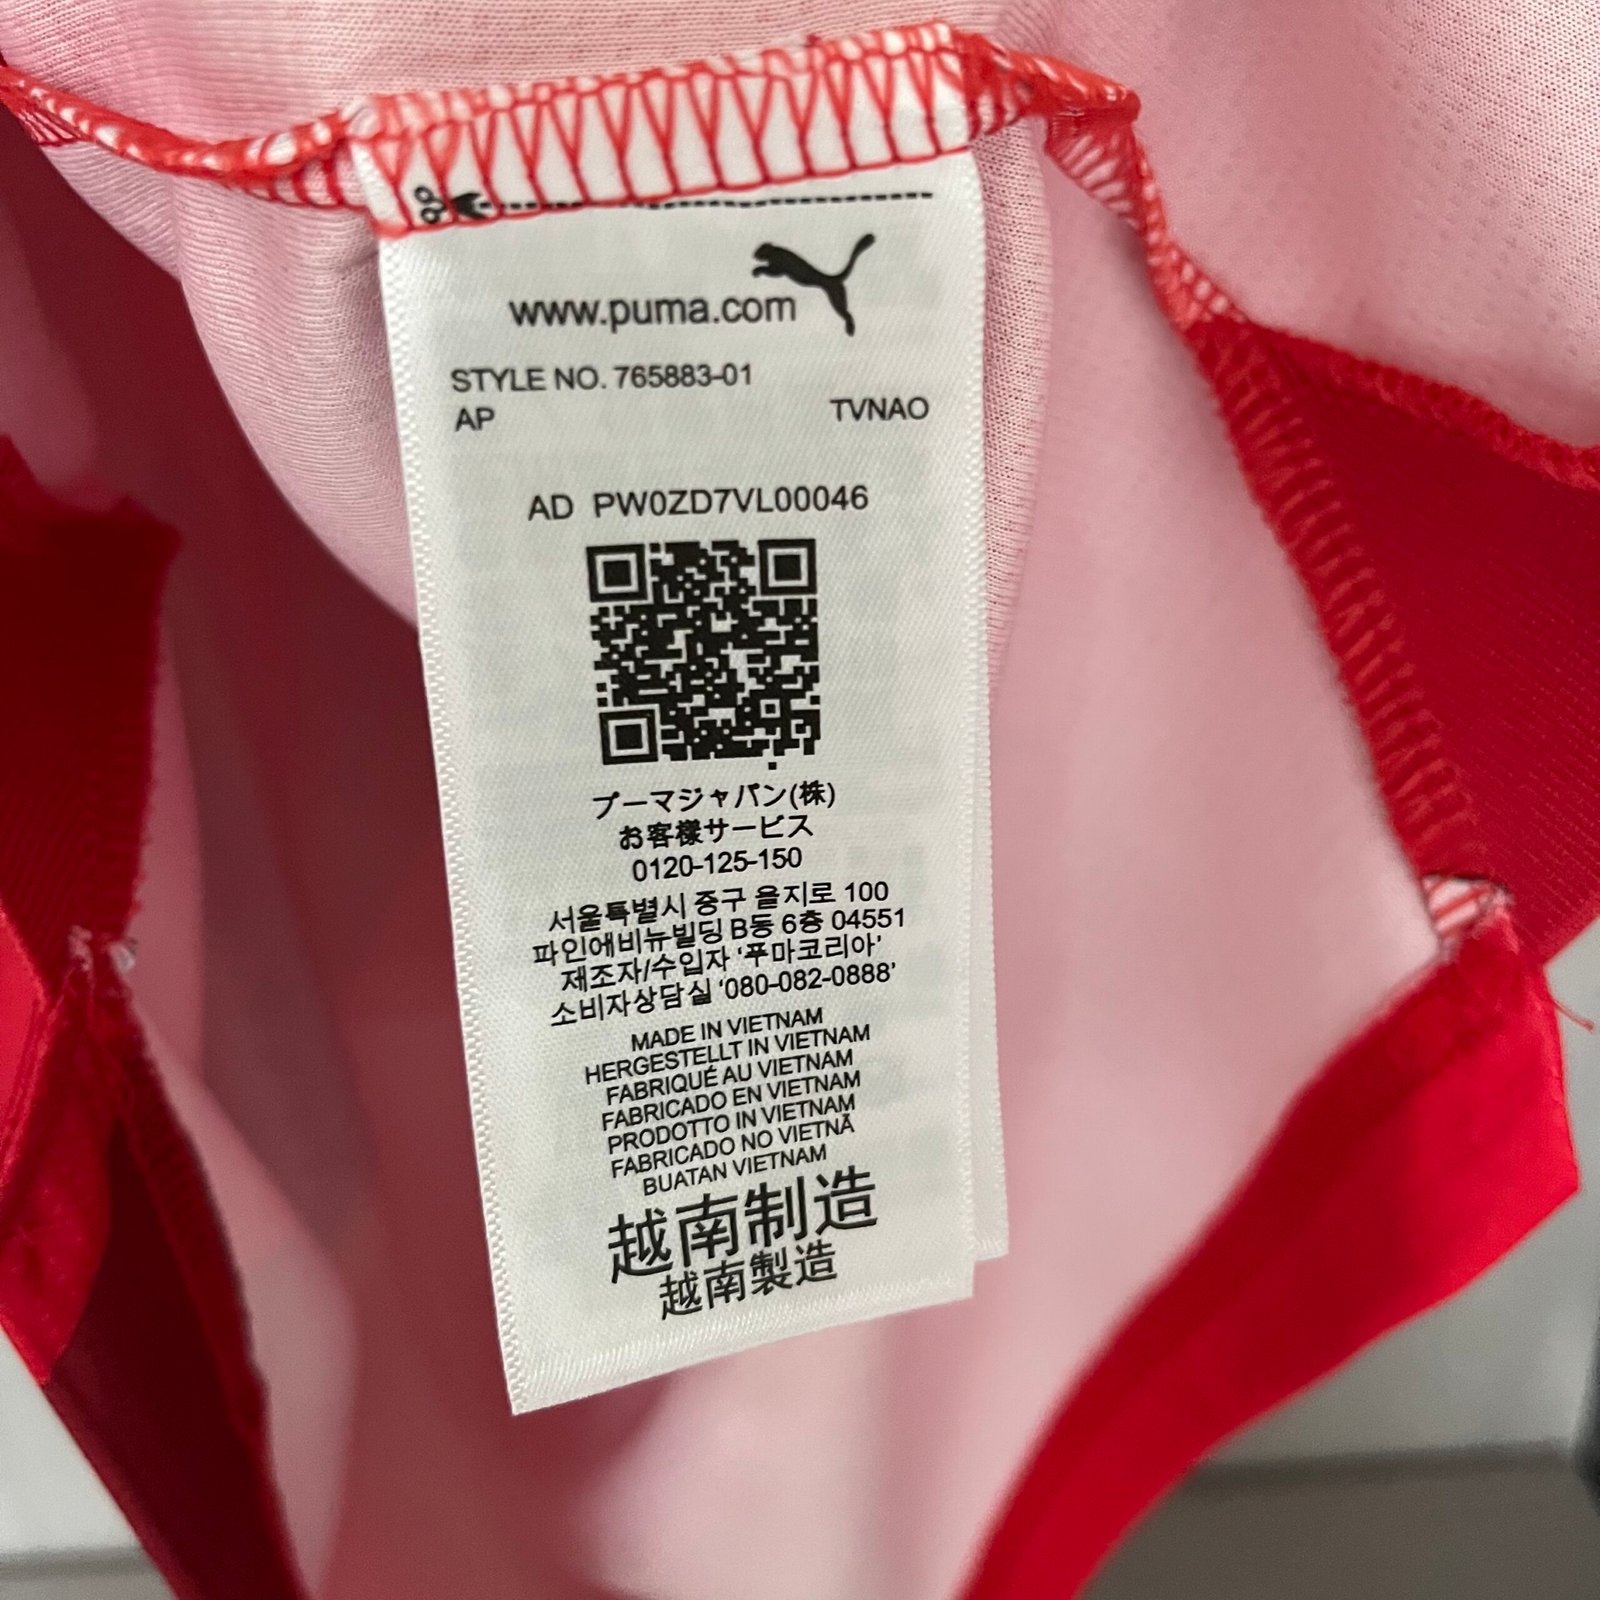 www.puma.com
STYLE NO. 765883-01
AP TVNAO
AD PW0ZD7VL00046
プーマジャパン(株)
お客様サービス
0120-125-150
서울특별시 중구 을지로 100
파인에비뉴빌딩 B동 6층 04551
제조자/수입자 '푸마코리아'
소비자상담실 '080-082-0888'
MADE IN VIETNAM
HERGESTELLT IN VIETNAM
FABRIQUÉ AU VIETNAM
FABRICADO EN VIETNAM
PRODOTTO IN VIETNAM
FABRICADO NO VIETNÃ
BUATAN VIETNAM
越南制造
越南製造